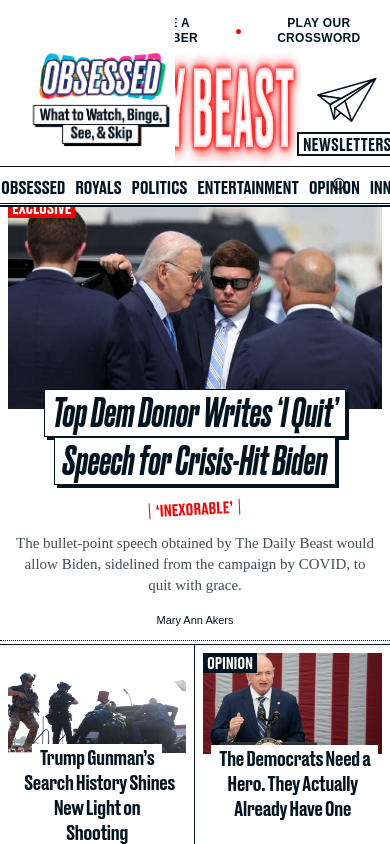 E A
BER
PLAY OUR
CROSSWORD
OBSESSED
What to Watch, Binge,
See, & Skip
Y BEAST
NEWSLETTERS
OBSESSED ROYALS POLITICS ENTERTAINMENT OPINION INN
EXCLUSIVE
Top Dem Donor Writes ‘I Quit’
Speech for Crisis-Hit Biden
‘INEXORABLE’
The bullet-point speech obtained by The Daily Beast would
allow Biden, sidelined from the campaign by COVID, to
quit with grace.
Mary Ann Akers
Trump Gunman’s
Search History Shines
New Light on
Shooting
OPINION
The Democrats Need a
Hero. They Actually
Already Have One